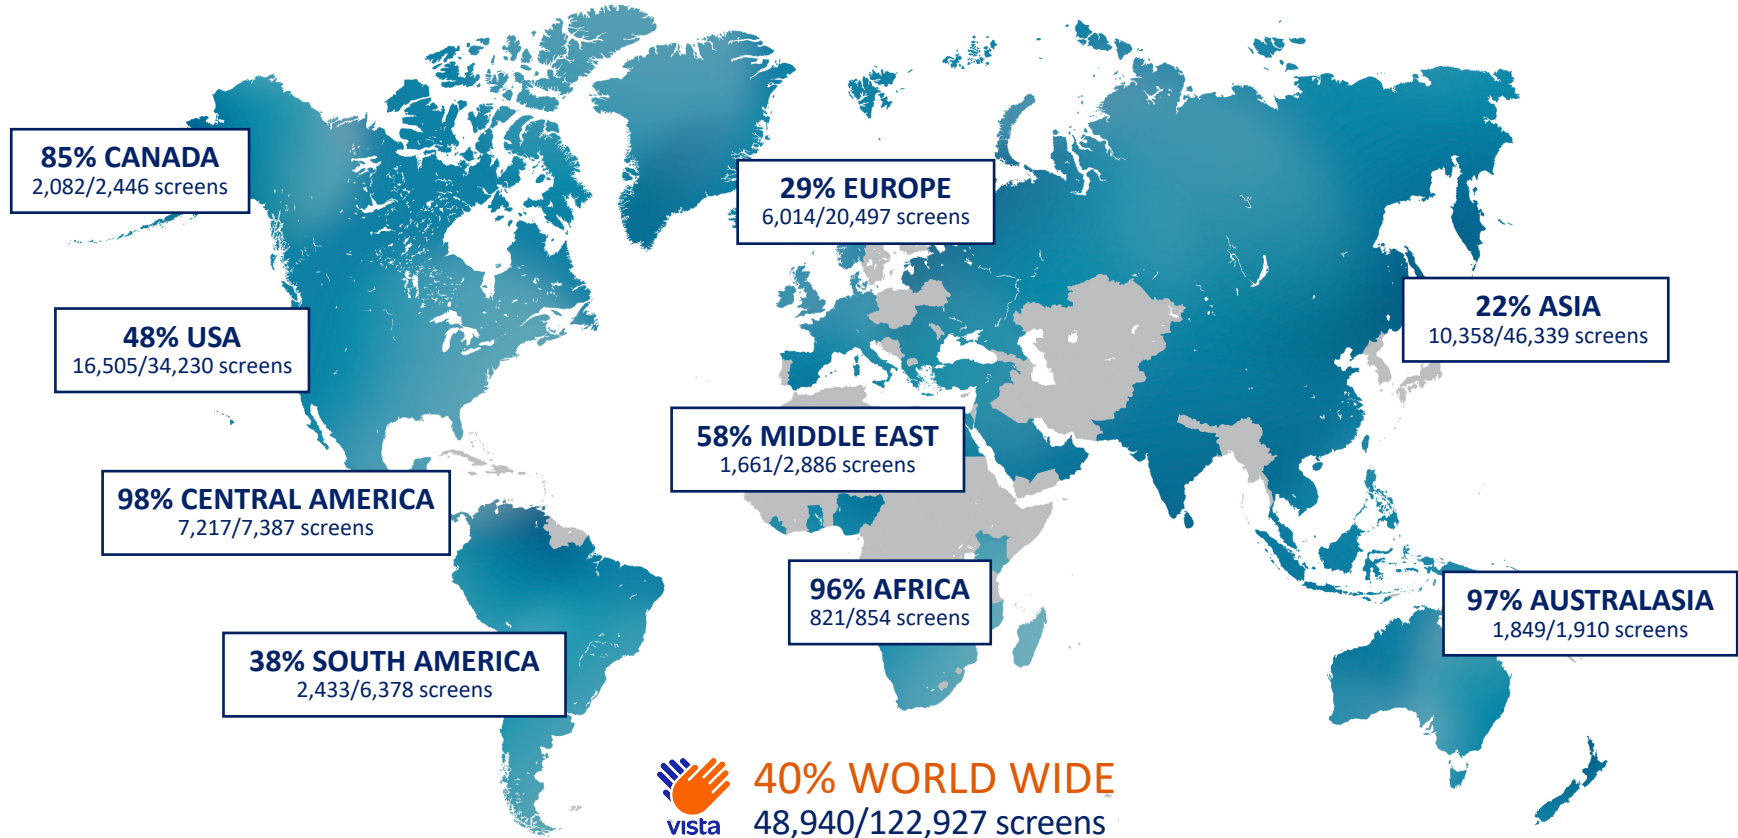 85% CANADA
2,082/2,446 screens
29% EUROPE
6,014/20,497 screens
48% USA
16,505/34,230 screens
22% ASIA
10,358/46,339 screens
58% MIDDLE EAST
1,661/2,886 screens
98% CENTRAL AMERICA
7,217/7,387 screens
96% AFRICA
821/854 screens
97% AUSTRALASIA
1,849/1,910 screens
38% SOUTH AMERICA
2,433/6,378 screens
40% WORLD WIDE
48,940/122,927 screens
vista